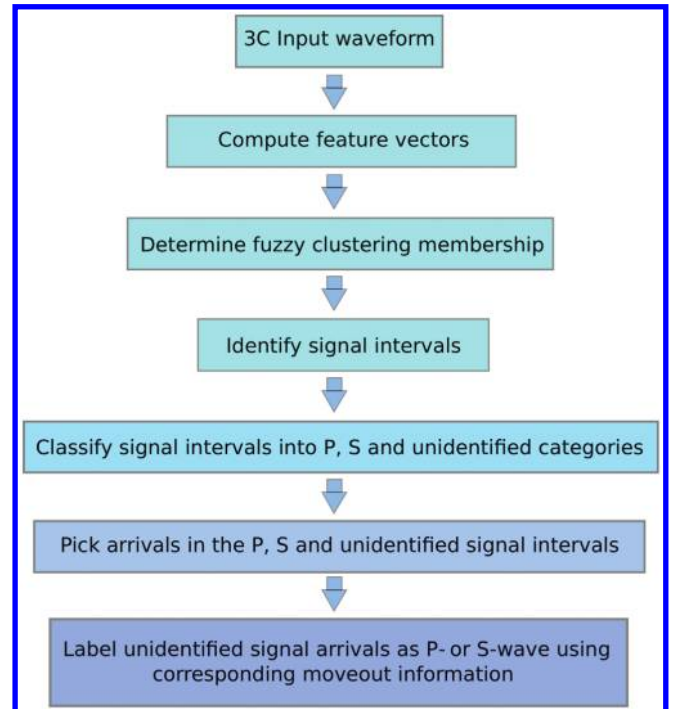 3C Input waveform
Compute feature vectors
Determine fuzzy clustering membership
Identify signal intervals
Classify signal intervals into P, S and unidentified categories
Pick arrivals in the P, S and unidentified signal intervals
Label unidentified signal arrivals as P- or S-wave using
corresponding moveout information